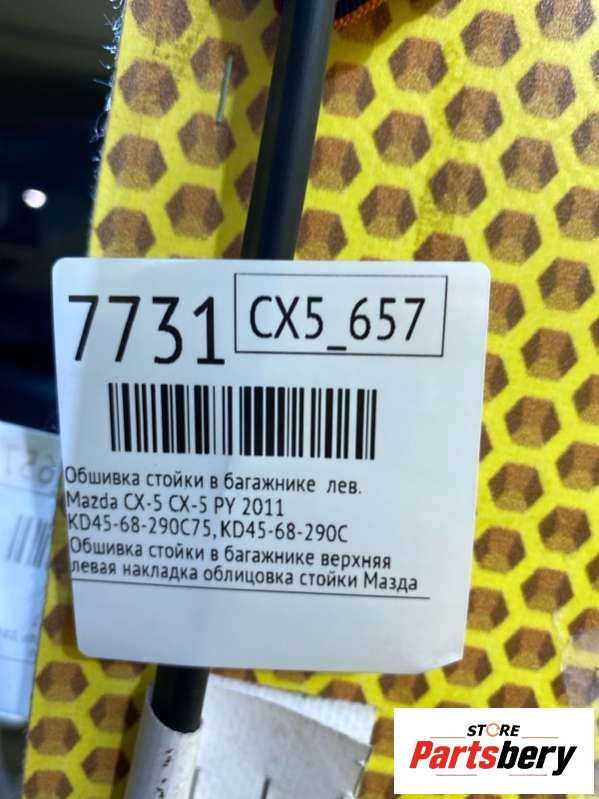 7731
CX5_657
Обшивка стойки в багажнике лев.
Mazda CX-5 CX-5 PY 2011
KD45-68-290C75, KD45-68-290C
Обшивка стойки в багажнике верхняя
левая накладка облицовка стойки Мазда
STORE
Partsbery